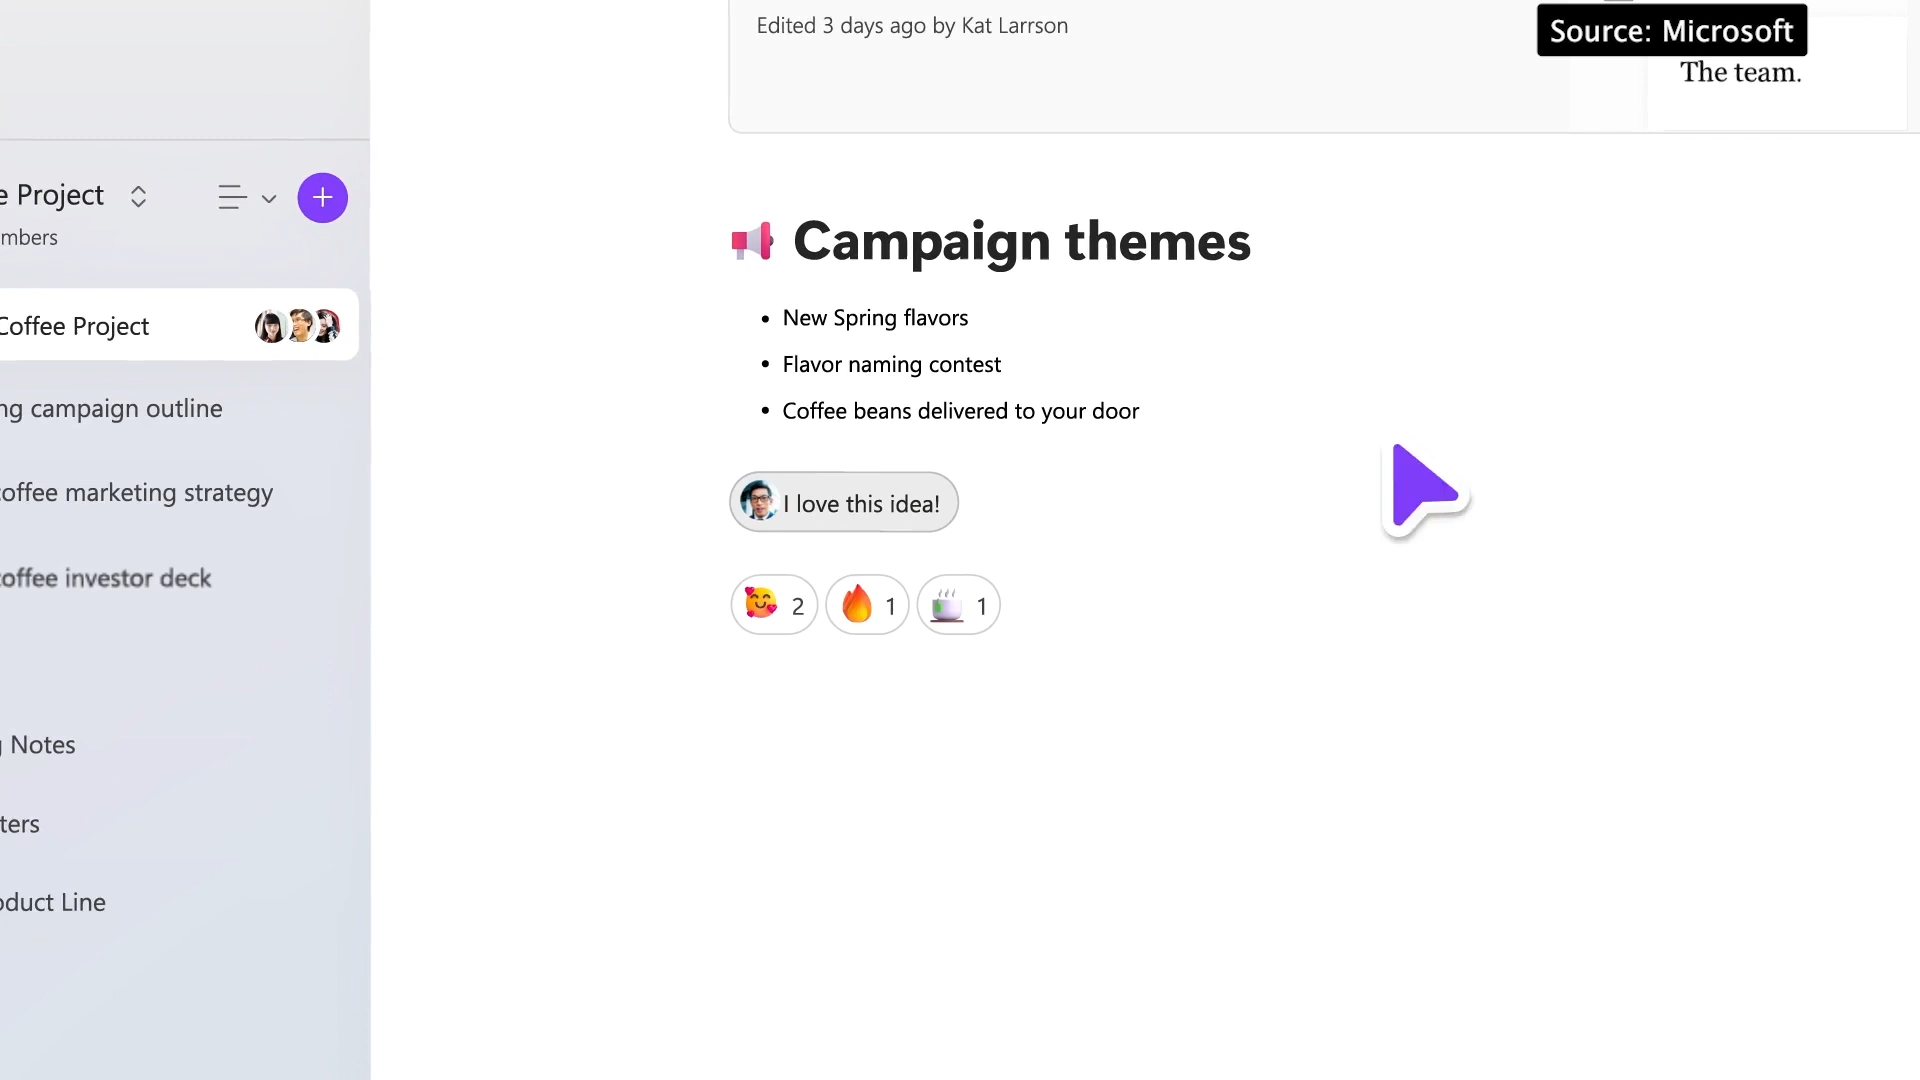 Edited 3 days ago by Kat Larrson
Source: Microsoft
The team.
e Project
mbers
Coffee Project
ng campaign outline
coffee marketing strategy
coffee investor deck
g Notes
ters
oduct Line
Campaign themes
• New Spring flavors
• Flavor naming contest
• Coffee beans delivered to your door
I love this idea!
2
1
1